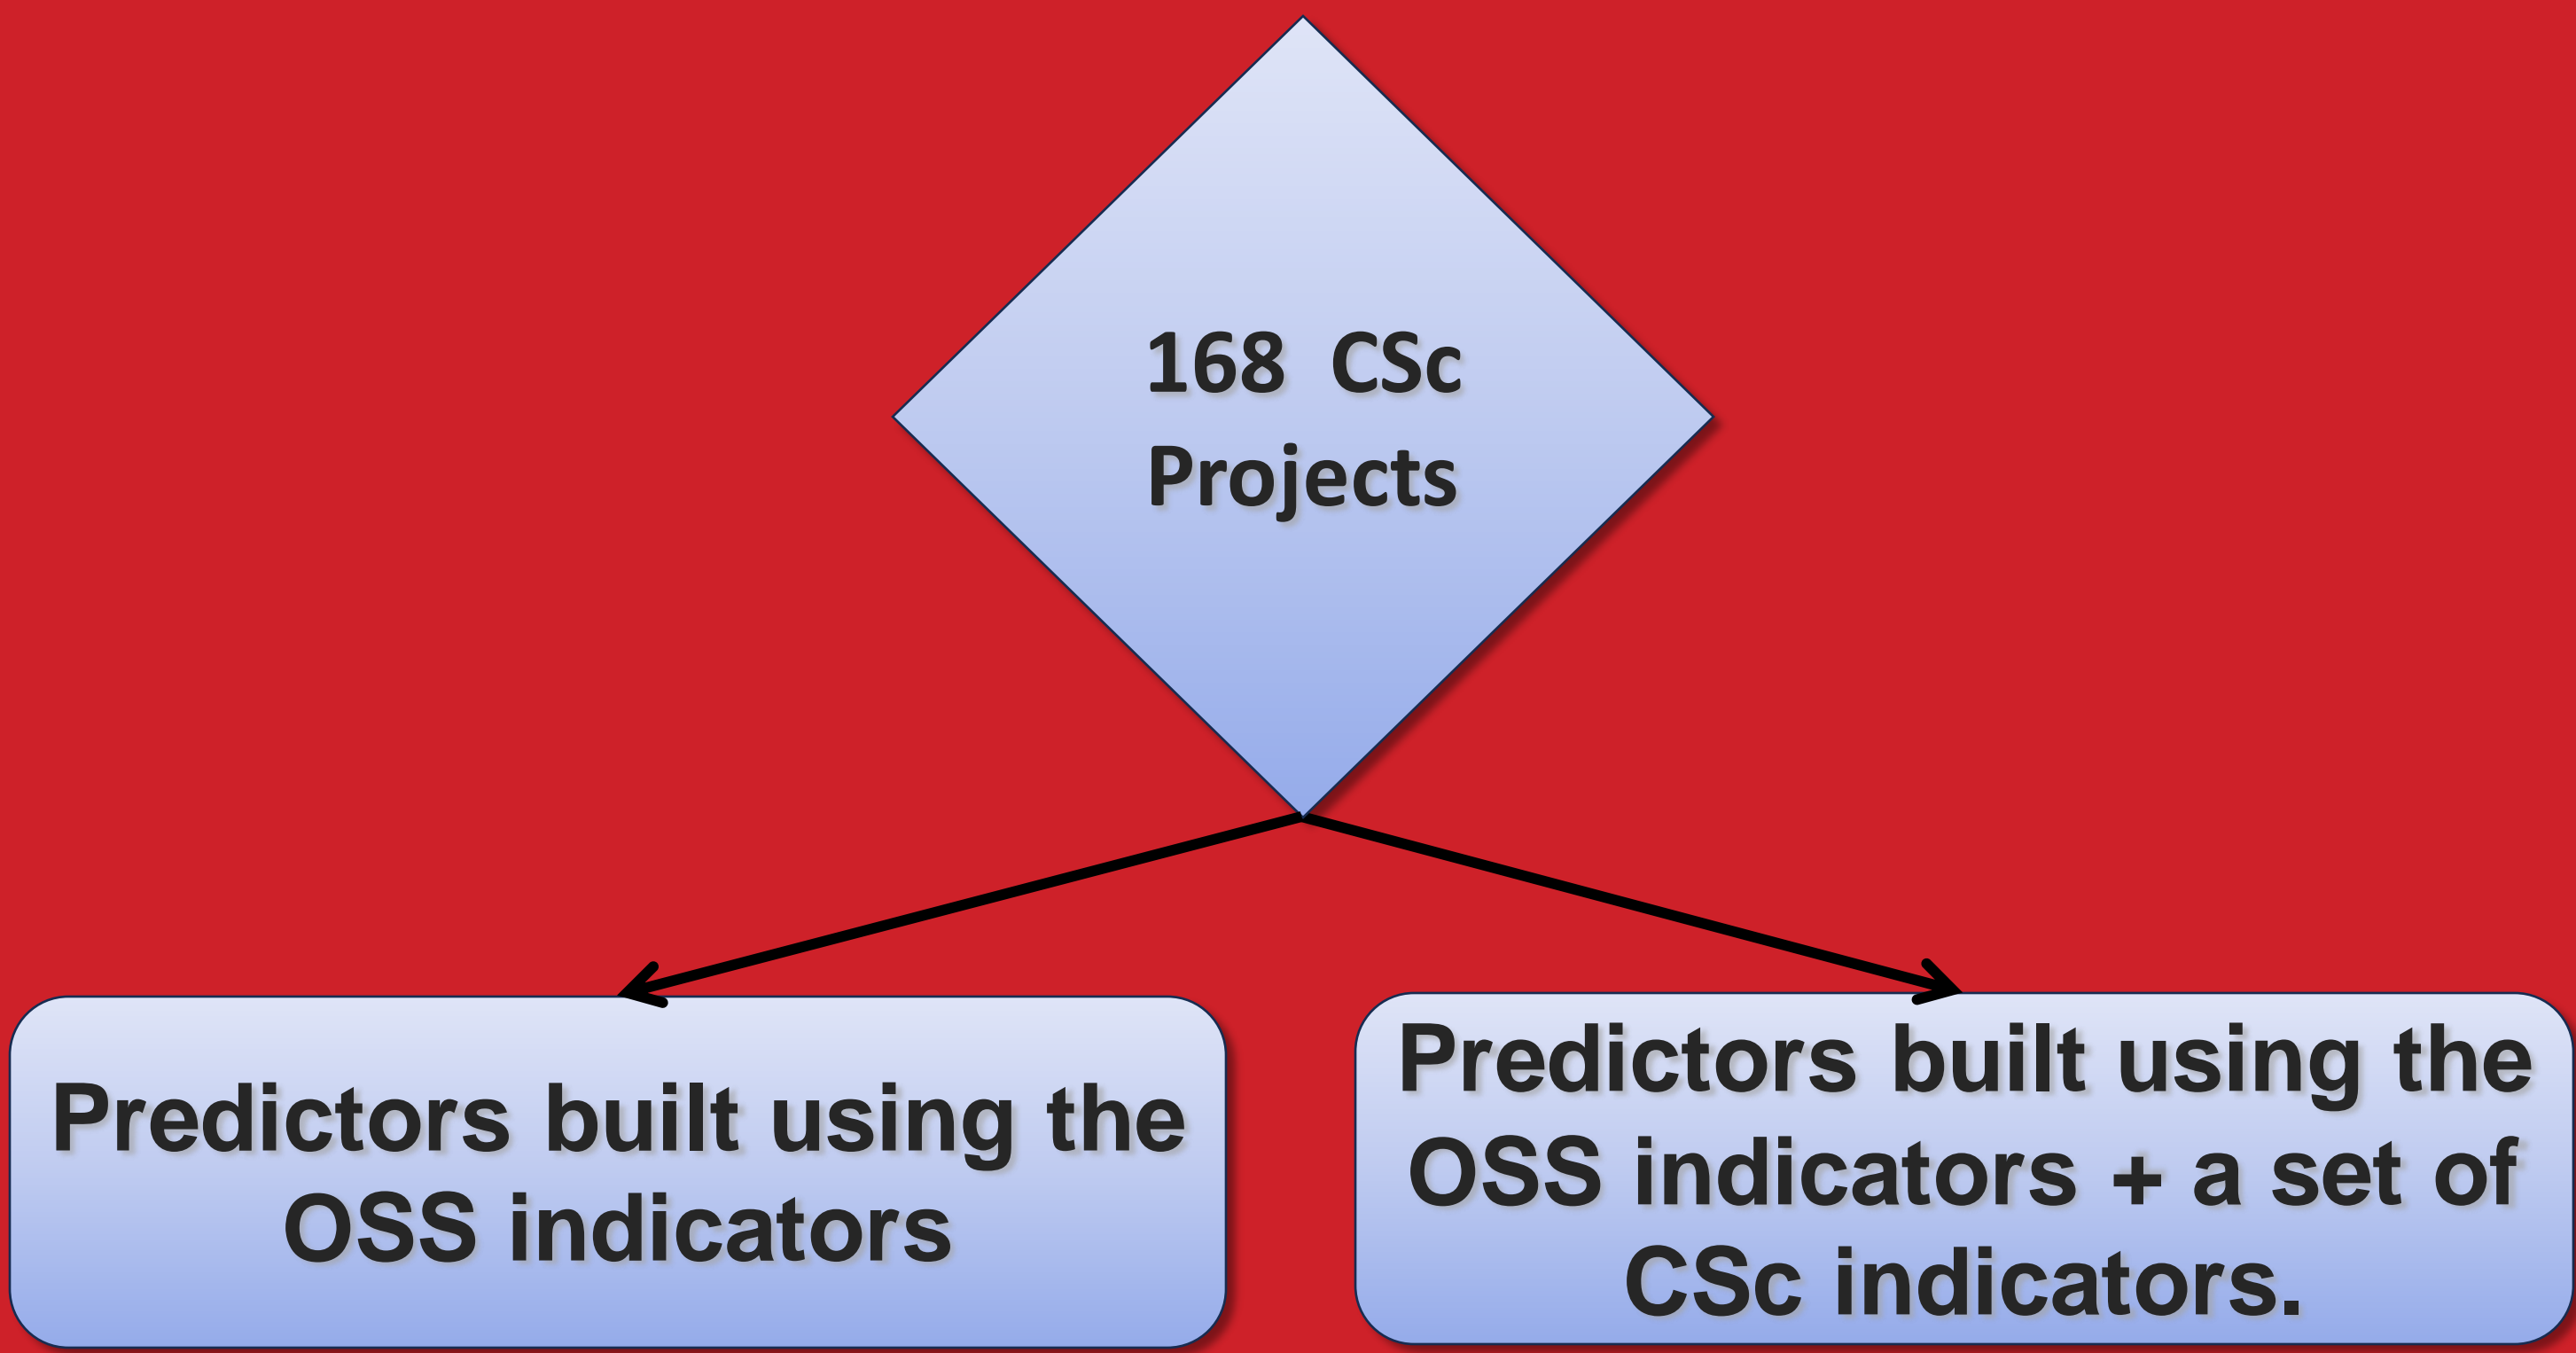 168 CSc
Projects
Predictors built using the
OSS indicators
Predictors built using the
OSS indicators + a set of
CSc indicators.